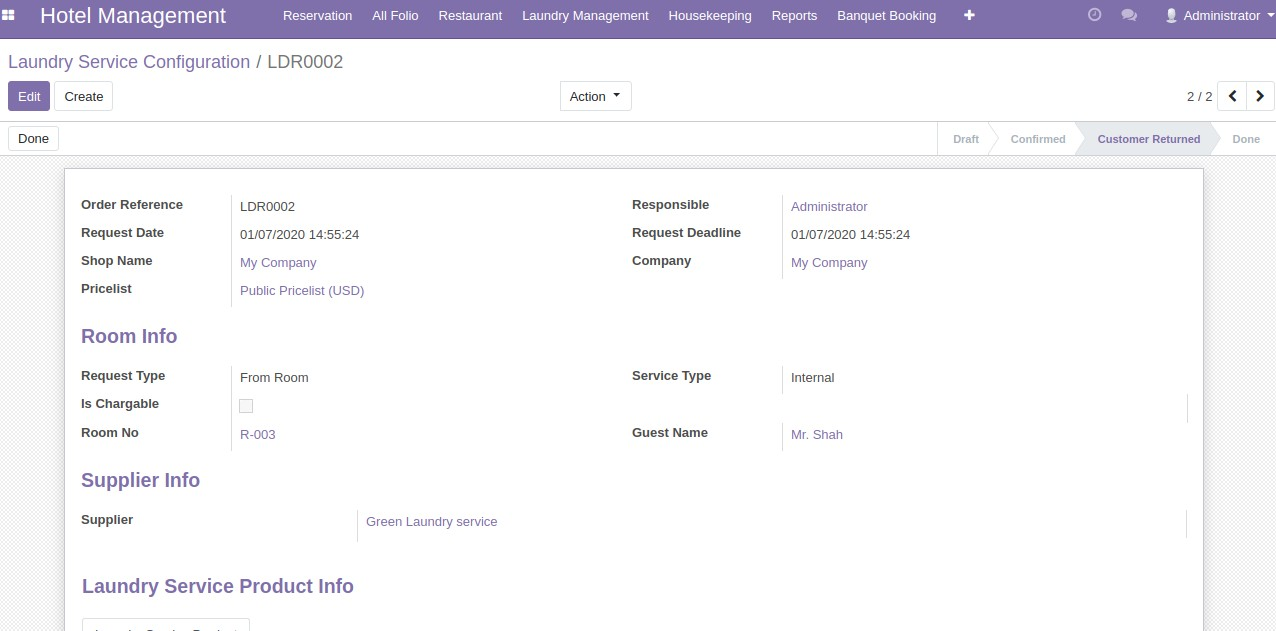 Hotel Management Reservation All Folio Restaurant Laundry Management Housekeeping Reports Banquet Booking Administrator
Laundry Service Configuration / LDR0002
Edit Create Action 2 / 2
Done Draft Confirmed Customer Returned Done
Order Reference LDR0002 Responsible Administrator
Request Date 01/07/2020 14:55:24 Request Deadline 01/07/2020 14:55:24
Shop Name My Company Company My Company
Pricelist Public Pricelist (USD)
Room Info
Request Type From Room Service Type Internal
Is Chargable
Room No R-003 Guest Name Mr. Shah
Supplier Info
Supplier Green Laundry service
Laundry Service Product Info